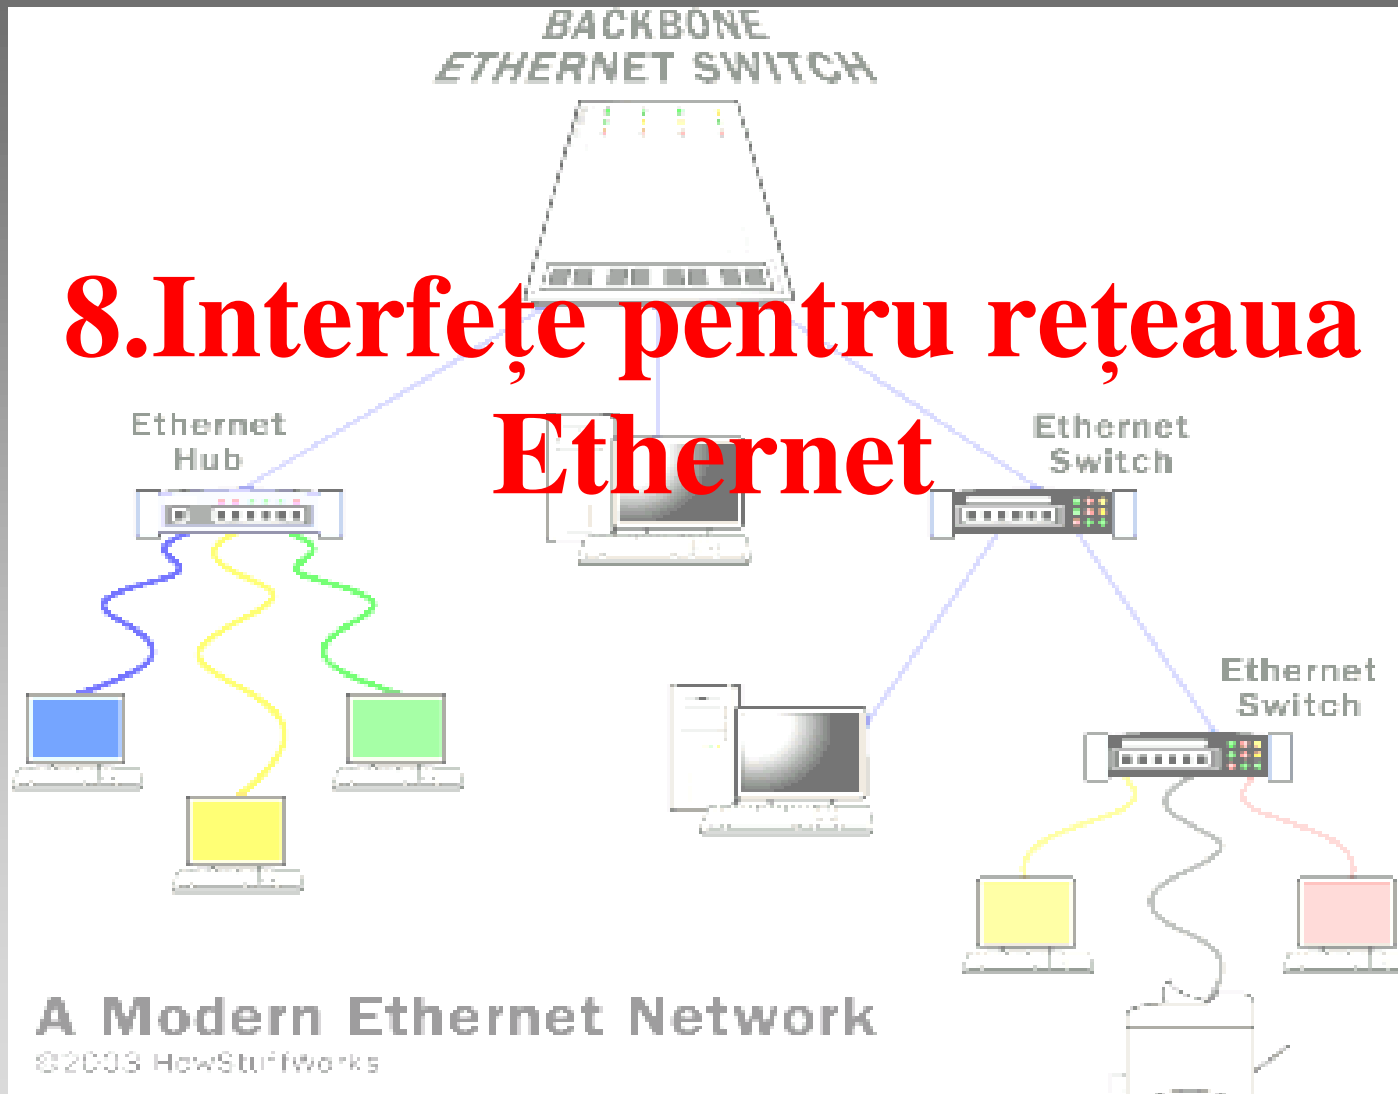 BACKBONE
ETHERNET SWITCH
8.Interfețe pentru rețeaua
Ethernet
Ethernet
Hub
Ethernet
Switch
Ethernet
Switch
A Modern Ethernet Network
©2003 HowStuffWorks